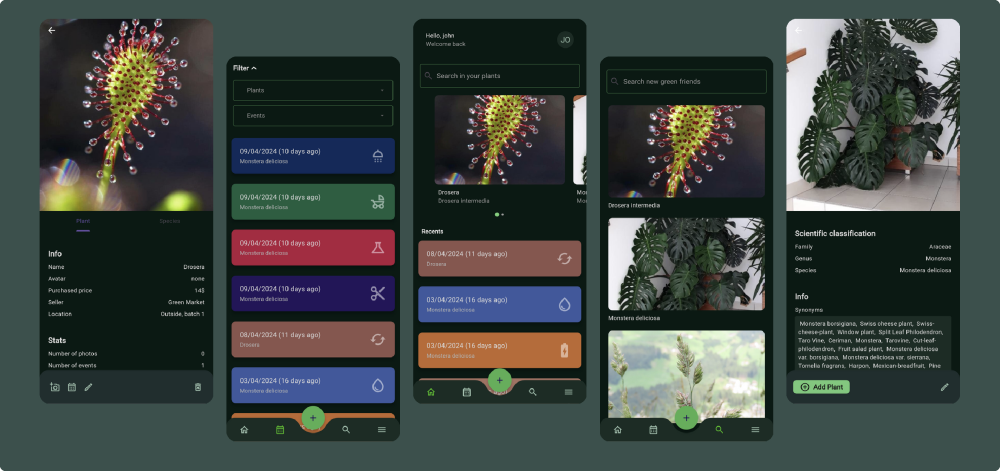 Plant Species
Info
Name Drosera
Avatar none
Purchased price 14$
Seller Green Market
Location Outside, batch 1
Stats
Number of photos 0
Number of events 1
Filter
Plants
Events
09/04/2024 (10 days ago)
Monstera deliciosa
09/04/2024 (10 days ago)
Monstera deliciosa
09/04/2024 (10 days ago)
Monstera deliciosa
09/04/2024 (10 days ago)
Monstera deliciosa
08/04/2024 (11 days ago)
Drosera
03/04/2024 (16 days ago)
Monstera deliciosa
Hello, john
Welcome back
JO
Search in your plants
Drosera
Drosera intermedia
Mo
Mo
Recents
08/04/2024 (11 days ago)
Drosera
03/04/2024 (16 days ago)
Monstera deliciosa
03/04/2024 (16 days ago)
Monstera deliciosa
Search new green friends
Drosera intermedia
Monstera deliciosa
Scientific classification
Family Araceae
Genus Monstera
Species Monstera deliciosa
Info
Synonyms
Monstera borsigiana, Swiss cheese plant, Swiss-
cheese-plant, Window plant, Split Leaf Philodendron,
Taro Vine, Ceriman, Monstera, Tarovine, Cut-leaf-
philodendron, Fruit salad plant, Monstera deliciosa
var. borsigiana, Monstera deliciosa var. sierrana,
Tornelia fragrans, Harpon, Mexican-breadfruit, Pine
Add Plant